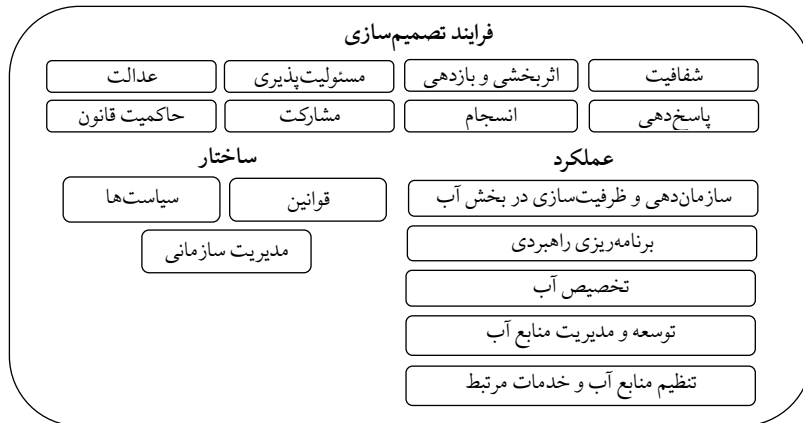 فرایند تصمیم‌سازی
شفافیت
اثربخشی و بازدهی
مسئولیت‌پذیری
عدالت
پاسخ‌دهی
انسجام
مشارکت
حاکمیت قانون
عملکرد
سازمان‌دهی و ظرفیت‌سازی در بخش آب
برنامه‌ریزی راهبردی
تخصیص آب
توسعه و مدیریت منابع آب
تنظیم منابع آب و خدمات مرتبط
ساختار
قوانین
سیاست‌ها
مدیریت سازمانی